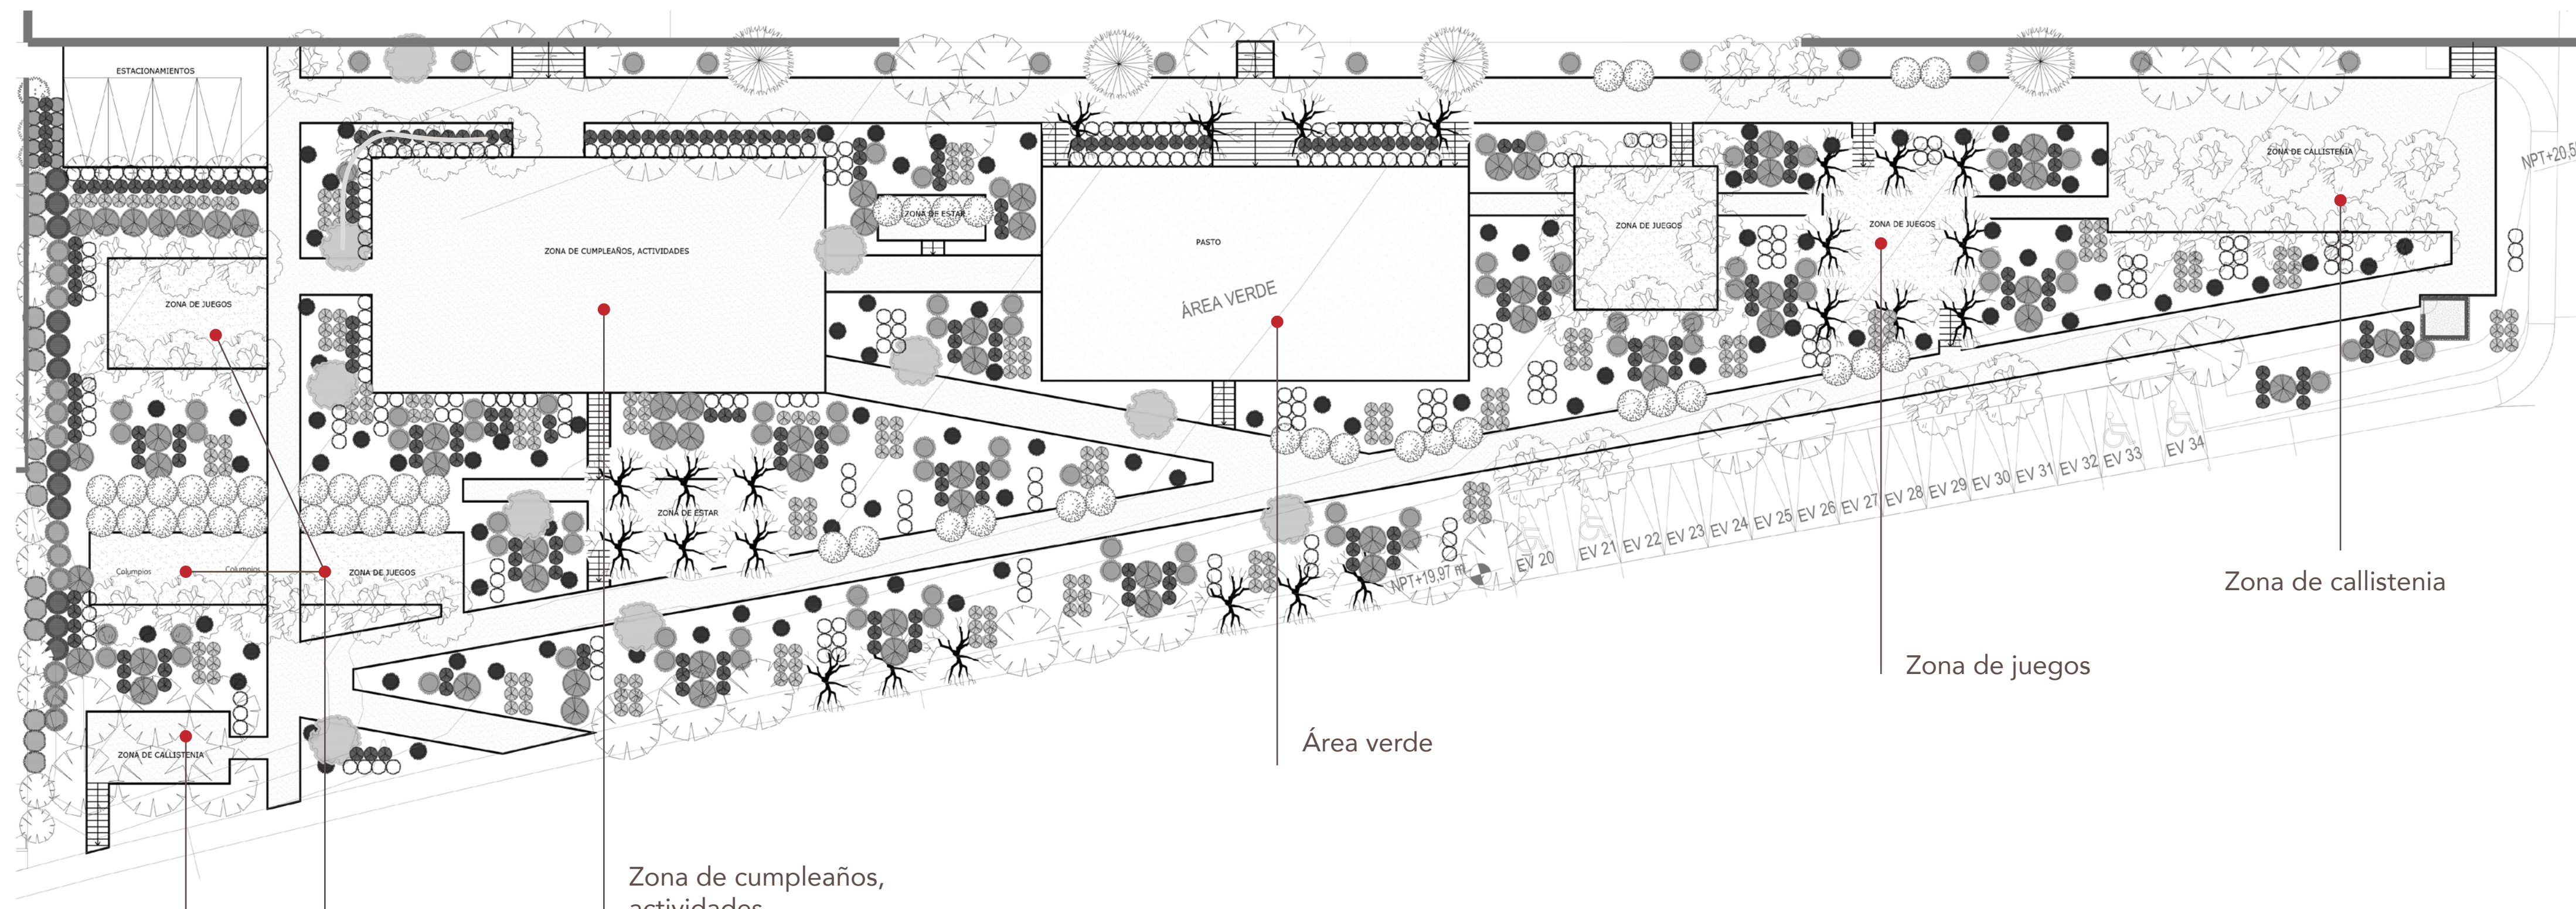 ESTACIONAMIENTOS
ZONA DE CALLISTENIA
NPT+20.5
ZONA DE ESTAR
ZONA DE JUEGOS
ZONA DE JUEGOS
PASTO
ZONA DE CUMPLEAÑOS, ACTIVIDADES
ÁREA VERDE
ZONA DE JUEGOS
EV 34
EV 33
EV 32
EV 31
EV 30
EV 29
EV 28
EV 27
EV 26
EV 25
EV 24
EV 23
EV 22
EV 21
EV 20
ZONA DE ESTAR
Columpios
Columpios
ZONA DE JUEGOS
NPT+19,97 m
Zona de callistenia
Zona de juegos
Área verde
ZONA DE CALLISTENIA
Zona de cumpleaños,
actividades